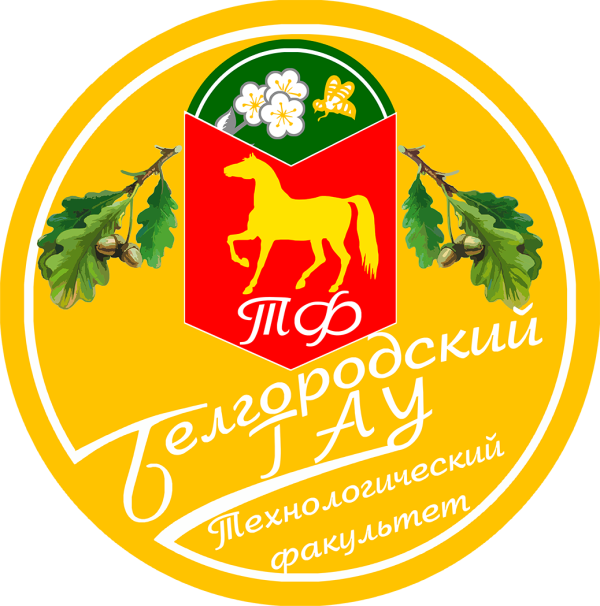 ТФ
Белгородский
ГАУ
Технологический
факультет